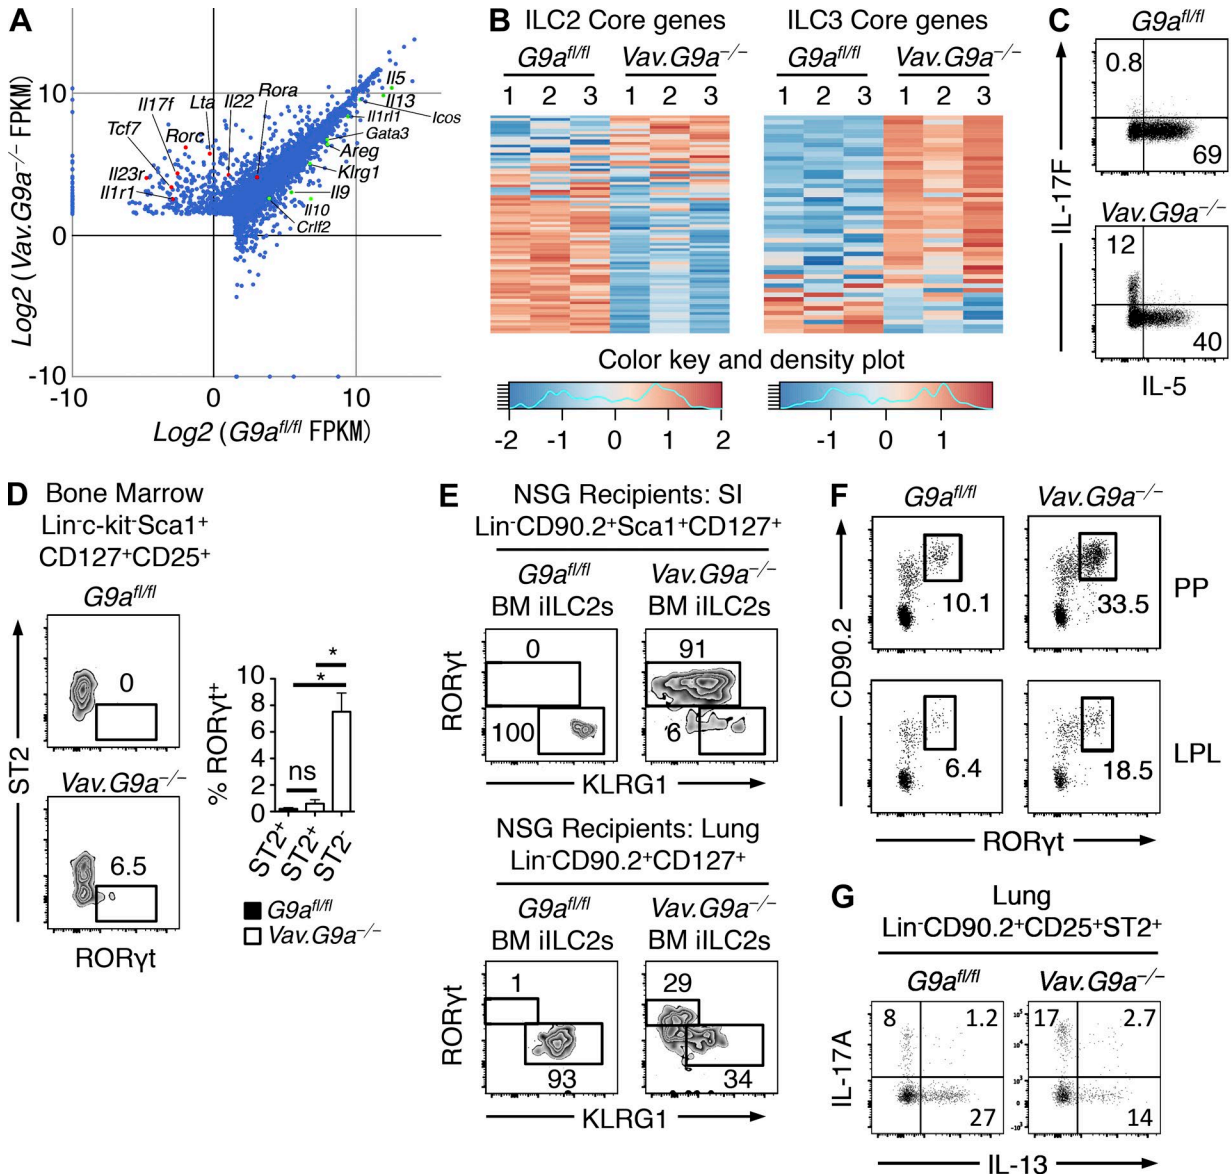 A
Log2 (Vav.G9a–/– FPKM)
10
0
-10
-10
0
10
Log2 (G9afl/fl FPKM)
Il5
Il13
Icos
Il1rl1
Gata3
Areg
Klrg1
Il9
Il10
Crlf2
Rora
Il22
Lta
Il17f
Rorc
Tcf7
Il23r
Il1r1
B
ILC2 Core genes
ILC3 Core genes
G9afl/fl Vav.G9a–/–
G9afl/fl Vav.G9a–/–
1 2 3 1 2 3
1 2 3 1 2 3
Color key and density plot
-2 -1 0 1 2
-1 0 1
C
G9afl/fl
0.8
69
Vav.G9a–/–
12
40
IL-17F
IL-5
D
Bone Marrow
Lin-c-kit-Sca1+
CD127+CD25+
G9afl/fl
0
Vav.G9a–/–
6.5
ST2
RORγt
% RORγt+
10
8
6
4
2
0
ns
*
*
ST2+
ST2+
ST2-
G9afl/fl
Vav.G9a–/–
E
NSG Recipients: SI
Lin-CD90.2+Sca1+CD127+
G9afl/fl
BM iILC2s
Vav.G9a–/–
BM iILC2s
0
100
91
6
RORγt
KLRG1
NSG Recipients: Lung
Lin-CD90.2+CD127+
G9afl/fl
BM iILC2s
Vav.G9a–/–
BM iILC2s
1
93
29
34
RORγt
KLRG1
F
G9afl/fl
Vav.G9a–/–
10.1
33.5
PP
6.4
18.5
LPL
CD90.2
RORγt
G
Lung
Lin-CD90.2+CD25+ST2+
G9afl/fl
Vav.G9a–/–
8
1.2
27
17
2.7
14
10⁵
10⁴
10³
0
-10³
IL-17A
IL-13